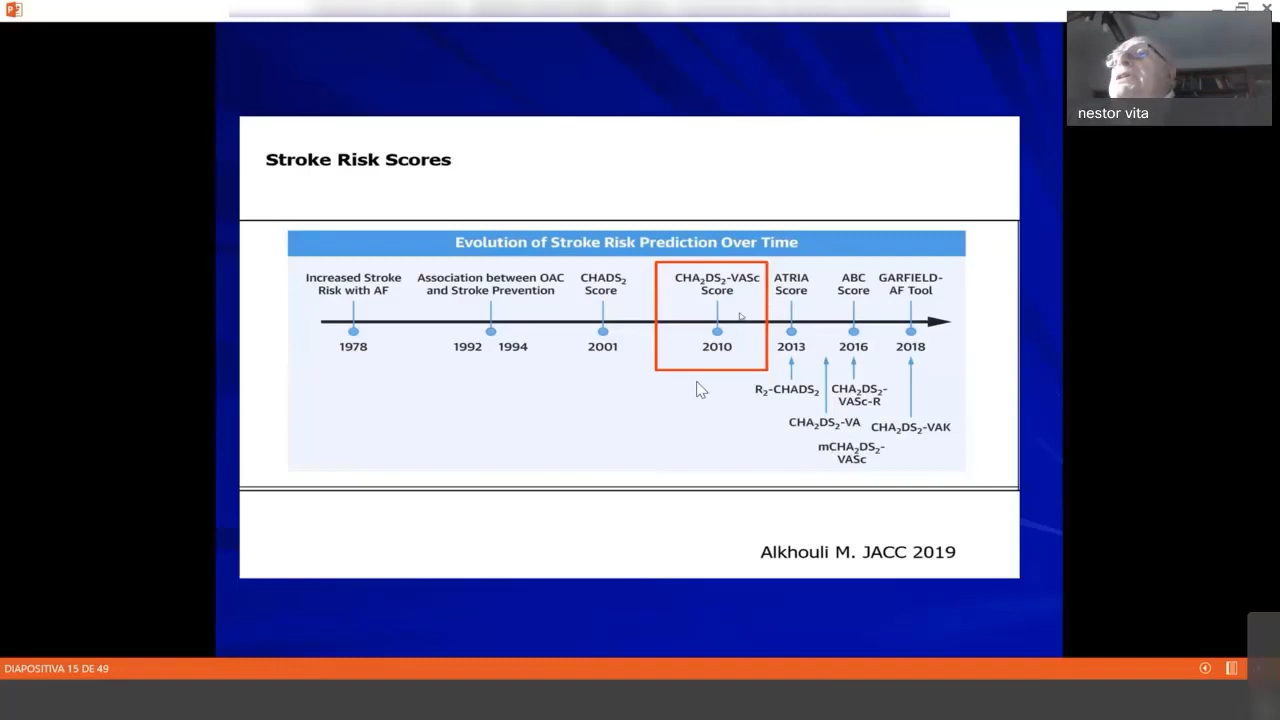 nestor vita
Stroke Risk Scores
Evolution of Stroke Risk Prediction Over Time
Increased Stroke
Risk with AF
Association between OAC
and Stroke Prevention
CHADS₂
Score
CHA₂DS₂-VASc
Score
ATRIA
Score
ABC
Score
GARFIELD-
AF Tool
1978
1992 1994
2001
2010
2013
2016
2018
R₂-CHADS₂
CHA₂DS₂-
VASc-R
CHA₂DS₂-VA
CHA₂DS₂-VAK
mCHA₂DS₂-
VASc
Alkhouli M. JACC 2019
DIAPOSITIVA 15 DE 49